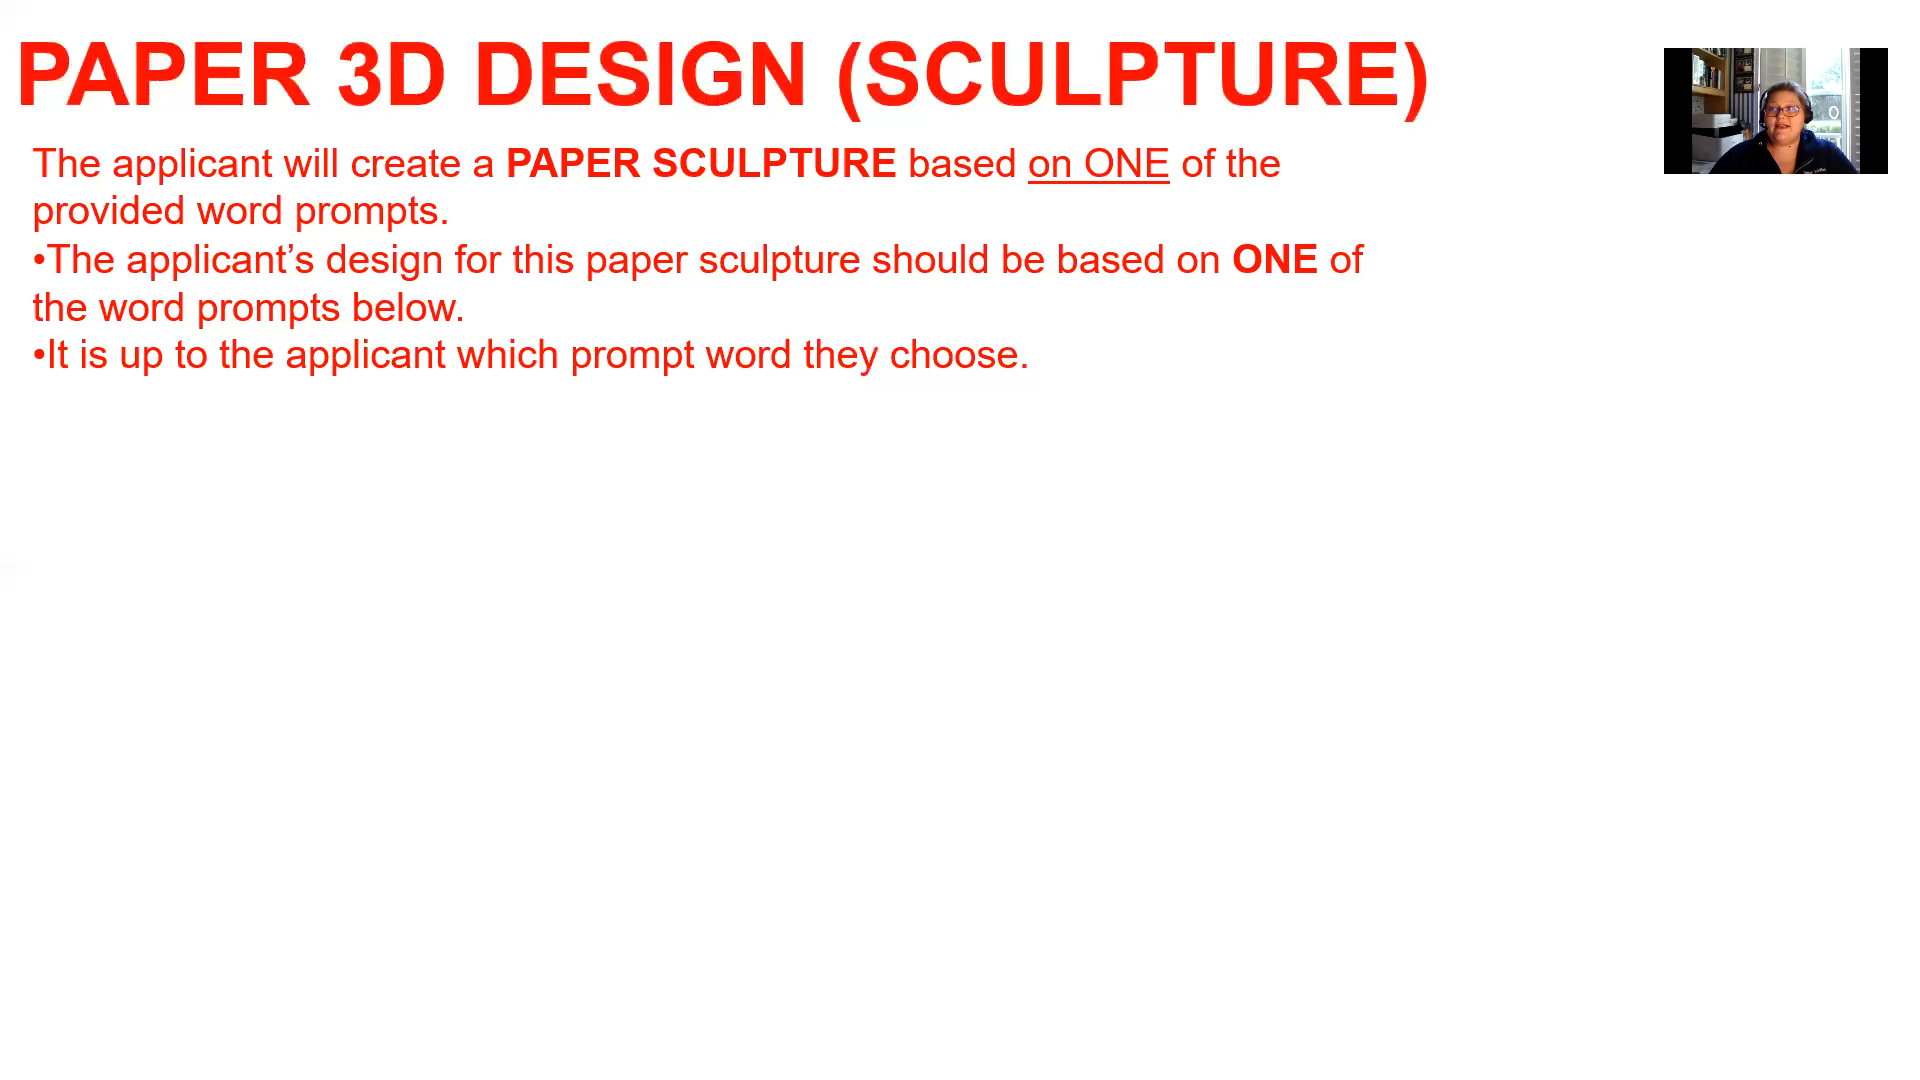 PAPER 3D DESIGN (SCULPTURE)
The applicant will create a PAPER SCULPTURE based on ONE of the
provided word prompts.
•The applicant’s design for this paper sculpture should be based on ONE of
the word prompts below.
•It is up to the applicant which prompt word they choose.